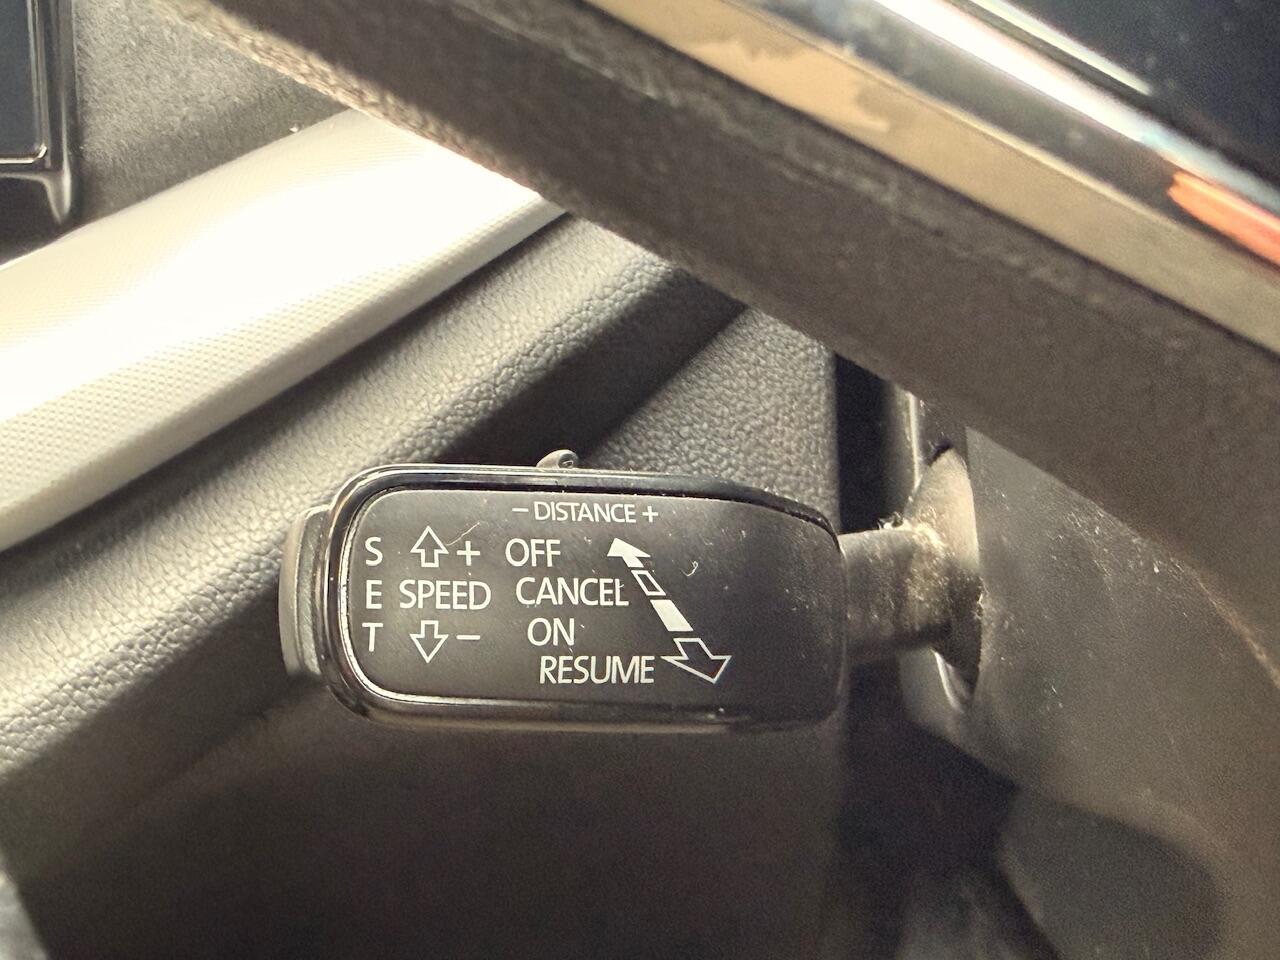 - DISTANCE +
S + OFF
E SPEED CANCEL
T - ON
RESUME